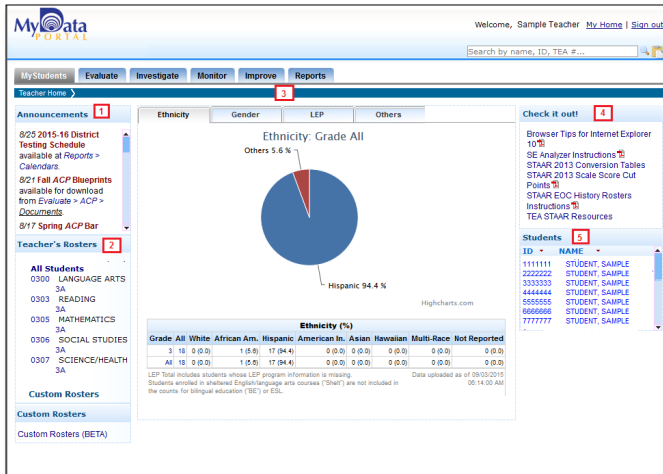 MyData
PORTAL
Welcome, Sample Teacher My Home | Sign out
Search by name, ID, TEA #...
MyStudents Evaluate Investigate Monitor Improve Reports
Teacher Home
3
Announcements 1
8/25 2015-16 District
Testing Schedule
available at Reports >
Calendars.
8/21 Fall ACP Blueprints
available for download
from Evaluate > ACP >
Documents.
8/17 Spring ACP Bar
Teacher's Rosters 2
All Students
0300 LANGUAGE ARTS
3A
0303 READING
3A
0305 MATHEMATICS
3A
0306 SOCIAL STUDIES
3A
0307 SCIENCE/HEALTH
3A
Custom Rosters
Custom Rosters
Custom Rosters (BETA)
Ethnicity Gender LEP Others
Ethnicity: Grade All
Others 5.6 %
Hispanic 94.4 %
Highcharts.com
Ethnicity (%)
Grade All White African Am. Hispanic American In. Asian Hawaiian Multi-Race Not Reported
3 18 0 (0.0) 1 (5.6) 17 (94.4) 0 (0.0) 0 (0.0) 0 (0.0) 0 (0.0) 0 (0.0)
All 18 0 (0.0) 1 (5.6) 17 (94.4) 0 (0.0) 0 (0.0) 0 (0.0) 0 (0.0) 0 (0.0)
LEP Total includes students whose LEP program information is missing.
Students enrolled in sheltered English/language arts courses ("Shelt") are not included in
the counts for bilingual education ("BE") or ESL.
Data uploaded as of 09/03/2015
06:14:00 AM
Check it out! 4
Browser Tips for Internet Explorer
10
SE Analyzer Instructions
STAAR 2013 Conversion Tables
STAAR 2013 Scale Score Cut
Points
STAAR EOC History Rosters
Instructions
TEA STAAR Resources
Students 5
ID NAME
1111111 STUDENT, SAMPLE
2222222 STUDENT, SAMPLE
3333333 STUDENT, SAMPLE
4444444 STUDENT, SAMPLE
5555555 STUDENT, SAMPLE
6666666 STUDENT, SAMPLE
7777777 STUDENT, SAMPLE